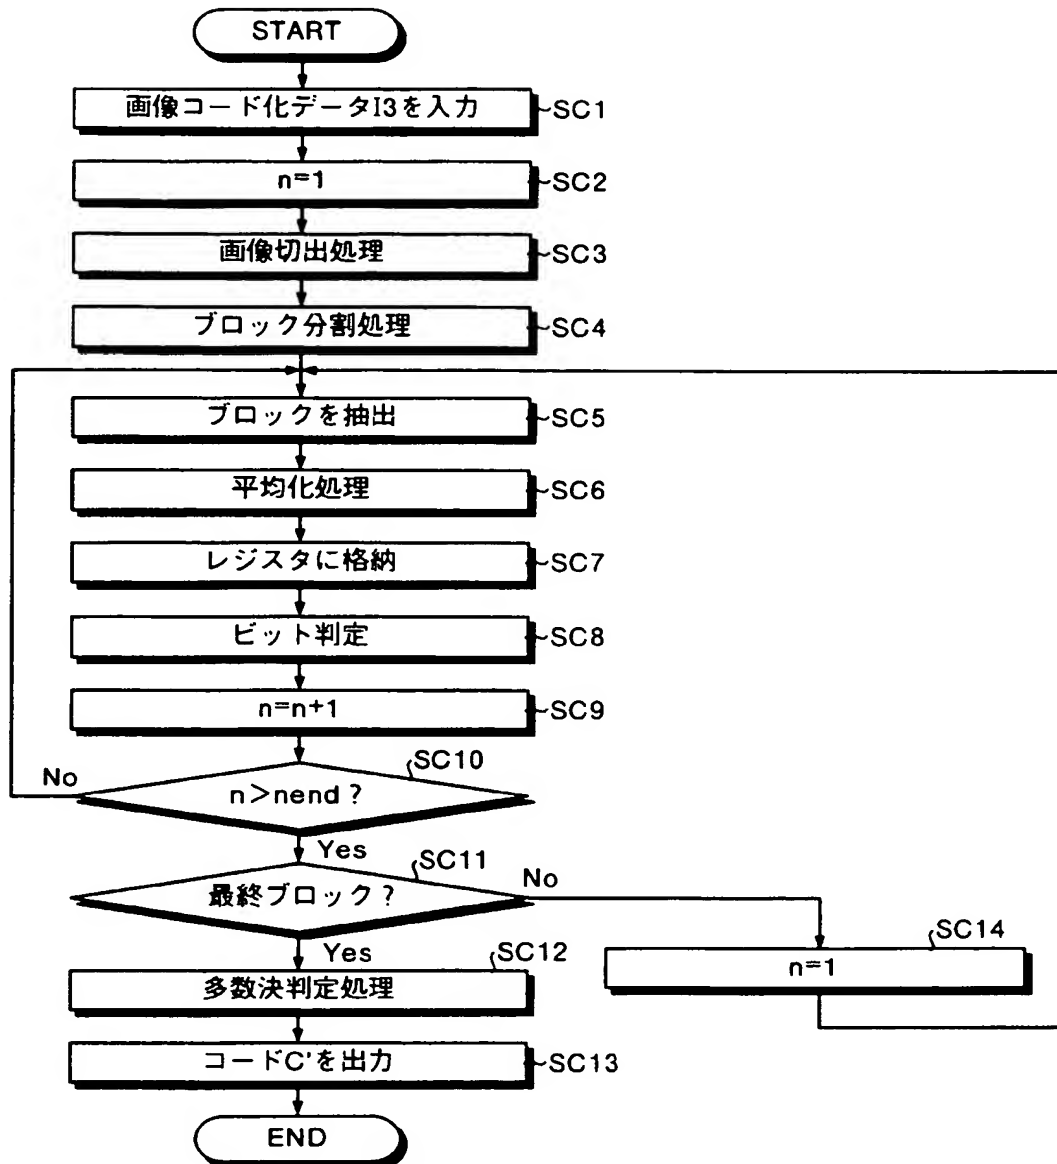 START
画像コード化データI3を入力 SC1
n=1 SC2
画像切出処理 SC3
ブロック分割処理 SC4
ブロックを抽出 SC5
平均化処理 SC6
レジスタに格納 SC7
ビット判定 SC8
n=n+1 SC9
SC10
No
n>nend?
Yes
SC11
最終ブロック?
No
Yes
SC12
多数決判定処理
SC14
n=1
コードC'を出力 SC13
END